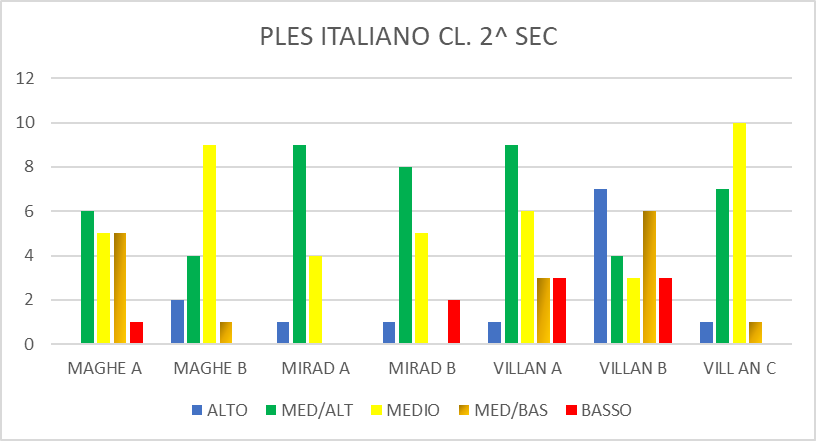 PLES ITALIANO CL. 2^ SEC
12
10
8
6
4
2
0
MAGHE A MAGHE B MIRAD A MIRAD B VILLAN A VILLAN B VILL AN C
ALTO MED/ALT MEDIO MED/BAS BASSO